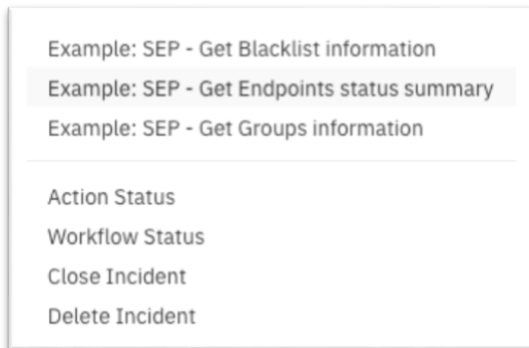 Example: SEP - Get Blacklist information
Example: SEP - Get Endpoints status summary
Example: SEP - Get Groups information
Action Status
Workflow Status
Close Incident
Delete Incident